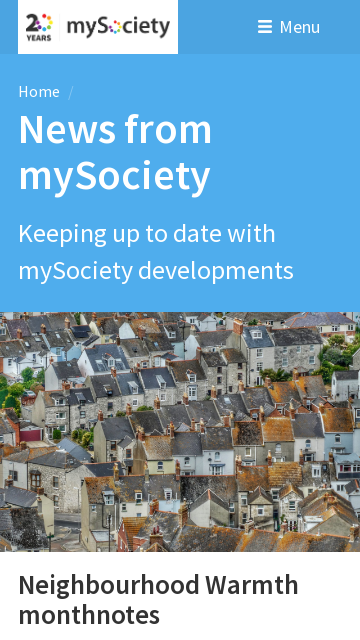 20 YEARS
mySociety
Menu
Home /
News from
mySociety
Keeping up to date with
mySociety developments
Neighbourhood Warmth
monthnotes